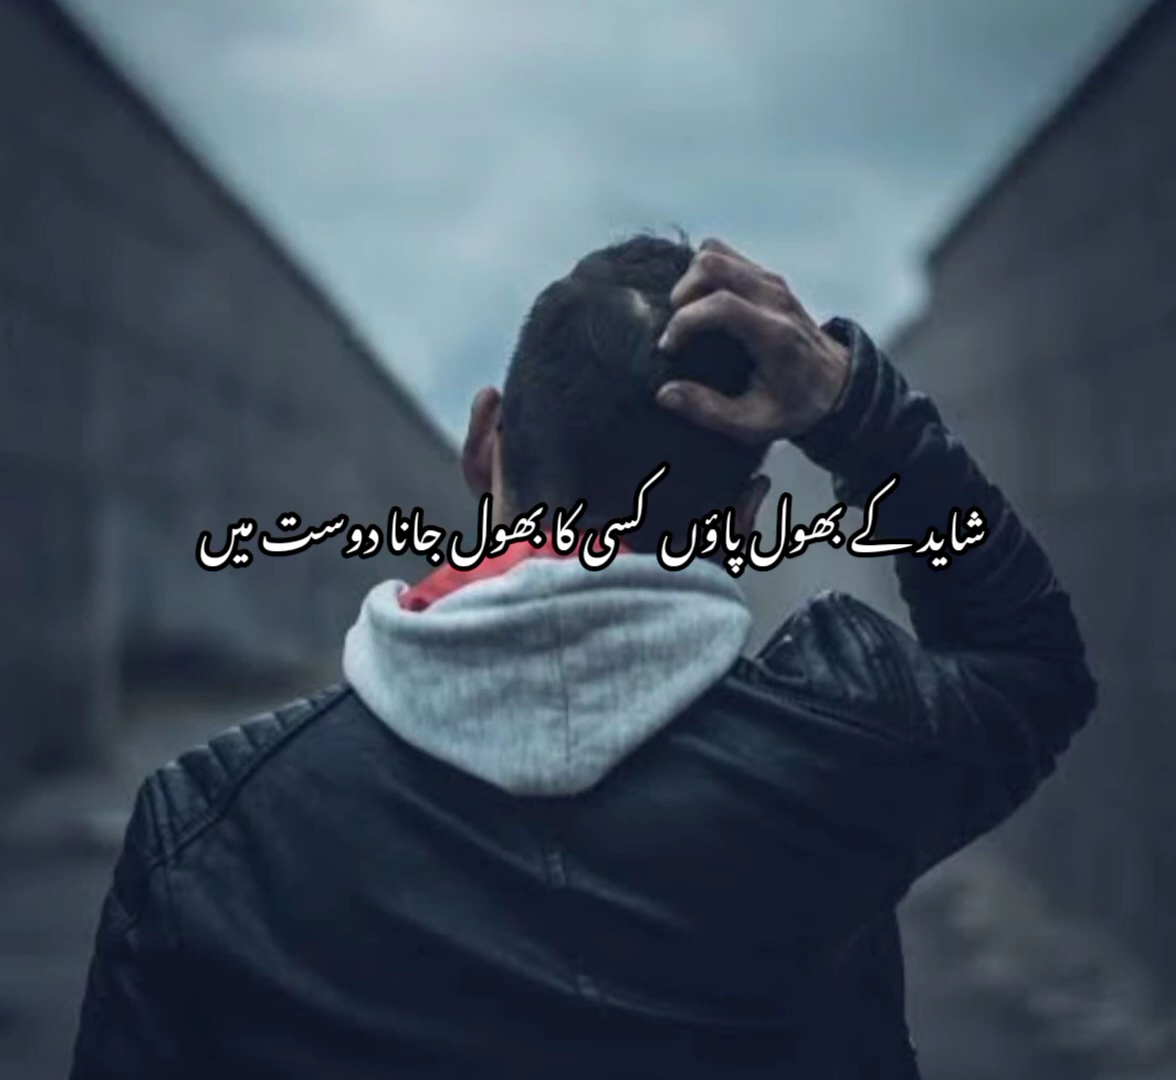 شاید کے بھول پاؤں کسی کا بھول جانا دوست میں